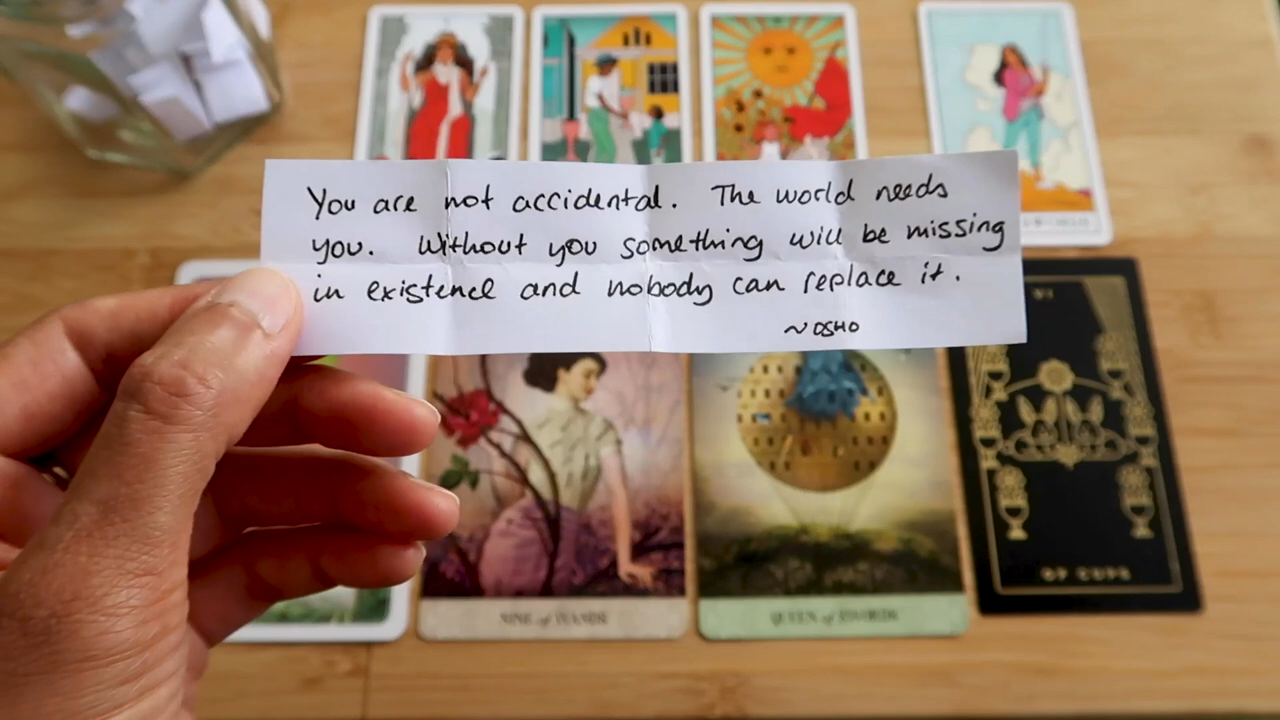 You are not accidental. The world needs
you. Without you something will be missing
in existence and nobody can replace it.
~OSHO
VI
NINE of WANDS
QUEEN of SWORDS
OF CUPS